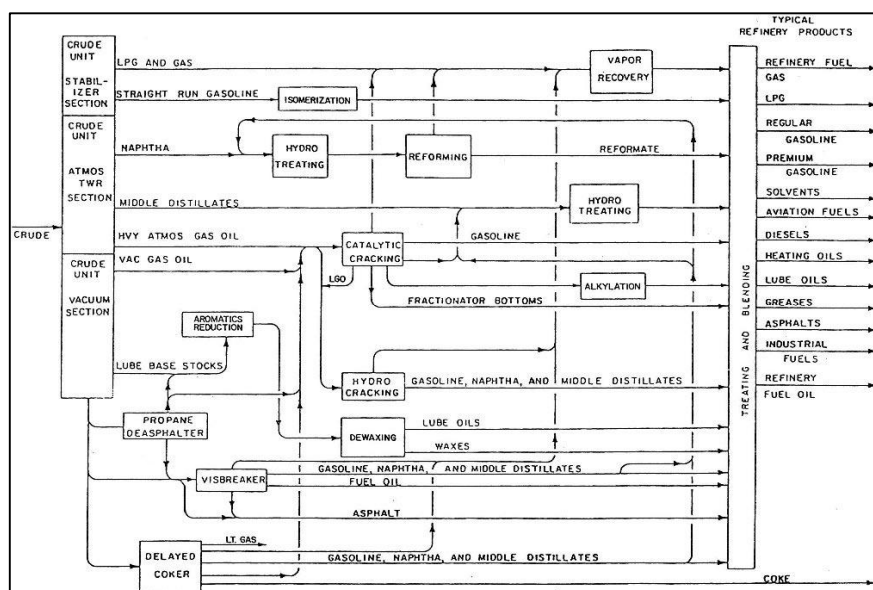 TYPICAL
REFINERY PRODUCTS
CRUDE
UNIT
STABIL-
IZER
SECTION
CRUDE
UNIT
ATMOS
TWR
SECTION
CRUDE
UNIT
VACUUM
SECTION
CRUDE
LPG AND GAS
STRAIGHT RUN GASOLINE
ISOMERIZATION
VAPOR
RECOVERY
NAPHTHA
HYDRO
TREATING
REFORMING
REFORMATE
MIDDLE DISTILLATES
HYDRO
TREATING
HVY ATMOS GAS OIL
VAC GAS OIL
CATALYTIC
CRACKING
GASOLINE
LGO
ALKYLATION
FRACTIONATOR BOTTOMS
AROMATICS
REDUCTION
LUBE BASE STOCKS
HYDRO
CRACKING
GASOLINE, NAPHTHA, AND MIDDLE DISTILLATES
PROPANE
DEASPHALTER
DEWAXING
LUBE OILS
WAXES
VISBREAKER
GASOLINE, NAPHTHA, AND MIDDLE DISTILLATES
FUEL OIL
ASPHALT
DELAYED
COKER
LT. GAS
GASOLINE, NAPHTHA, AND MIDDLE DISTILLATES
COKE
TREATING AND BLENDING
REFINERY FUEL
GAS
LPG
REGULAR
GASOLINE
PREMIUM
GASOLINE
SOLVENTS
AVIATION FUELS
DIESELS
HEATING OILS
LUBE OILS
GREASES
ASPHALTS
INDUSTRIAL
FUELS
REFINERY
FUEL OIL